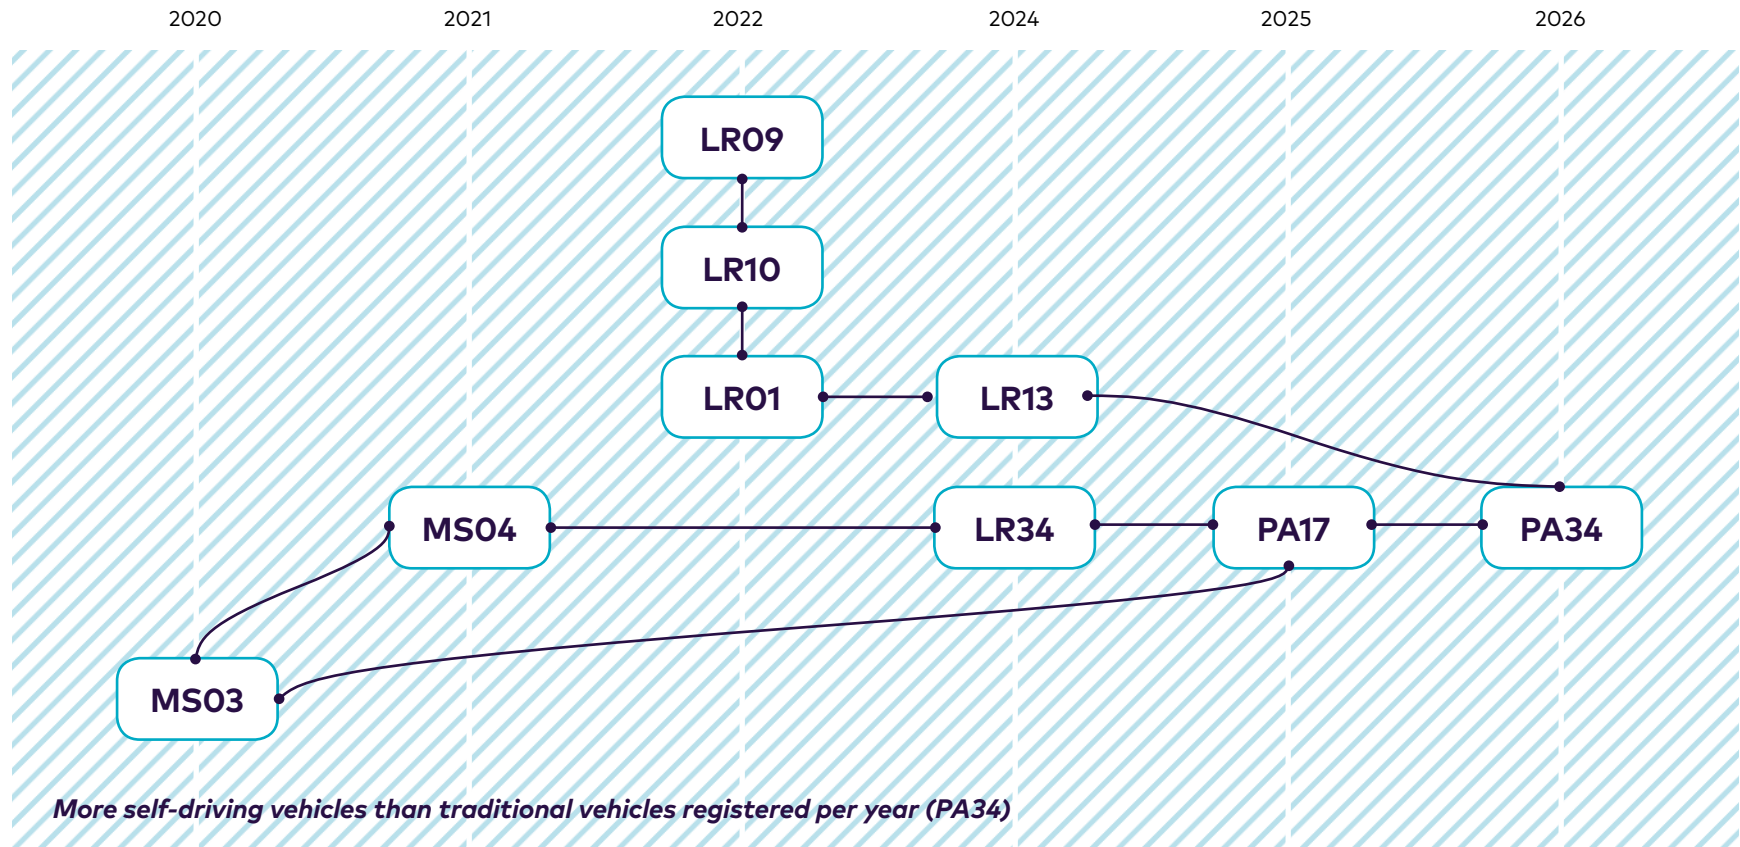 2020 2021 2022 2024 2025 2026
LR09
LR10
LR01 LR13
MS04 LR34 PA17 PA34
MS03
More self-driving vehicles than traditional vehicles registered per year (PA34)